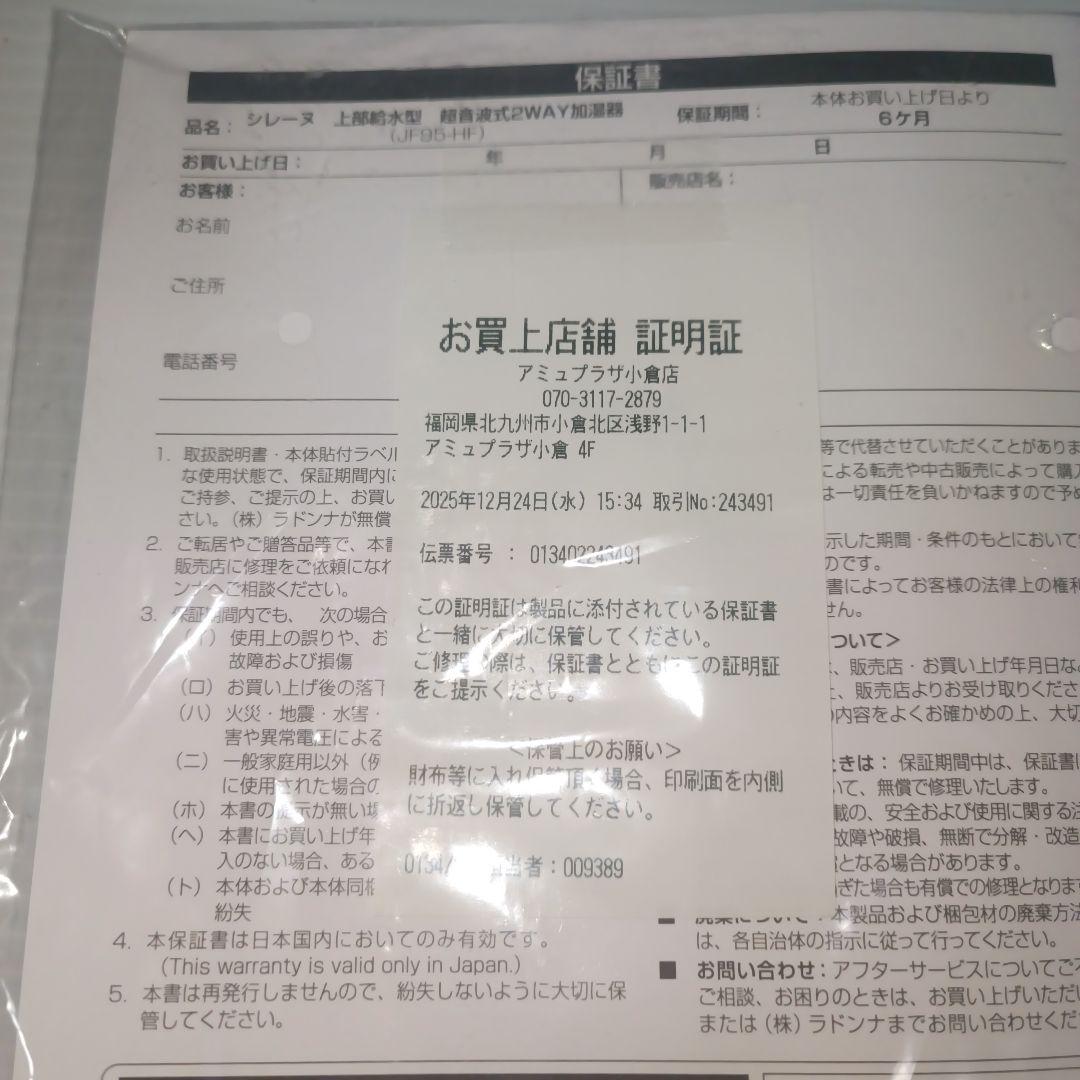 保証書
品名：シレーヌ 上部給水型 超音波式2WAY加湿器 保証期間： 本体お買い上げ日より
(JF95-HF) 6ケ月
お買い上げ日： 年 月 日
お客様： 販売店名：
お名前
ご住所
電話番号
お買上店舗 証明証
アミュプラザ小倉店
070-3117-2879
福岡県北九州市小倉北区浅野1-1-1
アミュプラザ小倉 4F
2025年12月24日(水) 15:34 取引No:243491
伝票番号 ： 013402243491
この証明証は製品に添付されている保証書
と一緒に大切に保管してください。
ご修理の際は、保証書とともにこの証明証
をご提示ください。
<保管上のお願い>
財布等に入れ保管頂く場合、印刷面を内側
に折返し保管してください。
0134/ 担当者：009389
1. 取扱説明書・本体貼付ラベル
な使用状態で、保証期間内に
ご持参、ご提示の上、お買い
さい。（株）ラドンナが無償
2. ご転居やご贈答品等で、本書
販売店に修理をご依頼になれ
ンナへご相談ください。
3. 保証期間内でも、 次の場合
（イ） 使用上の誤りや、お
故障および損傷
（ロ） お買い上げ後の落下
（ハ） 火災・地震・水害・
害や異常電圧による
（ニ） 一般家庭用以外（例
に使用された場合の
（ホ） 本書の提示が無い場
（ヘ） 本書にお買い上げ年
入のない場合、ある
（ト） 本体および本体同梱
紛失
4. 本保証書は日本国内においてのみ有効です。
(This warranty is valid only in Japan.)
5. 本書は再発行しませんので、紛失しないように大切に保
管してください。
等で代替させていただくことがありま
による転売や中古販売によって購入
は一切責任を負いかねますので予め
示した期間・条件のもとにおいて
のです。
書によってお客様の法律上の権利
せん。
ついて>
、販売店・お買い上げ年月日な
、販売店よりお受け取りくださ
内容をよくお確かめの上、大切
ときは： 保証期間中は、保証書
いて、無償で修理いたします。
載の、安全および使用に関する注
故障や破損、無断で分解・改造
となる場合があります。
ぎた場合も有償での修理となります
■ 廃棄について：本製品および梱包材の廃棄方法
は、各自治体の指示に従って行ってください。
■ お問い合わせ：アフターサービスについてご
ご相談、お困りのときは、お買い上げいただい
または（株）ラドンナまでお問い合わせくだ